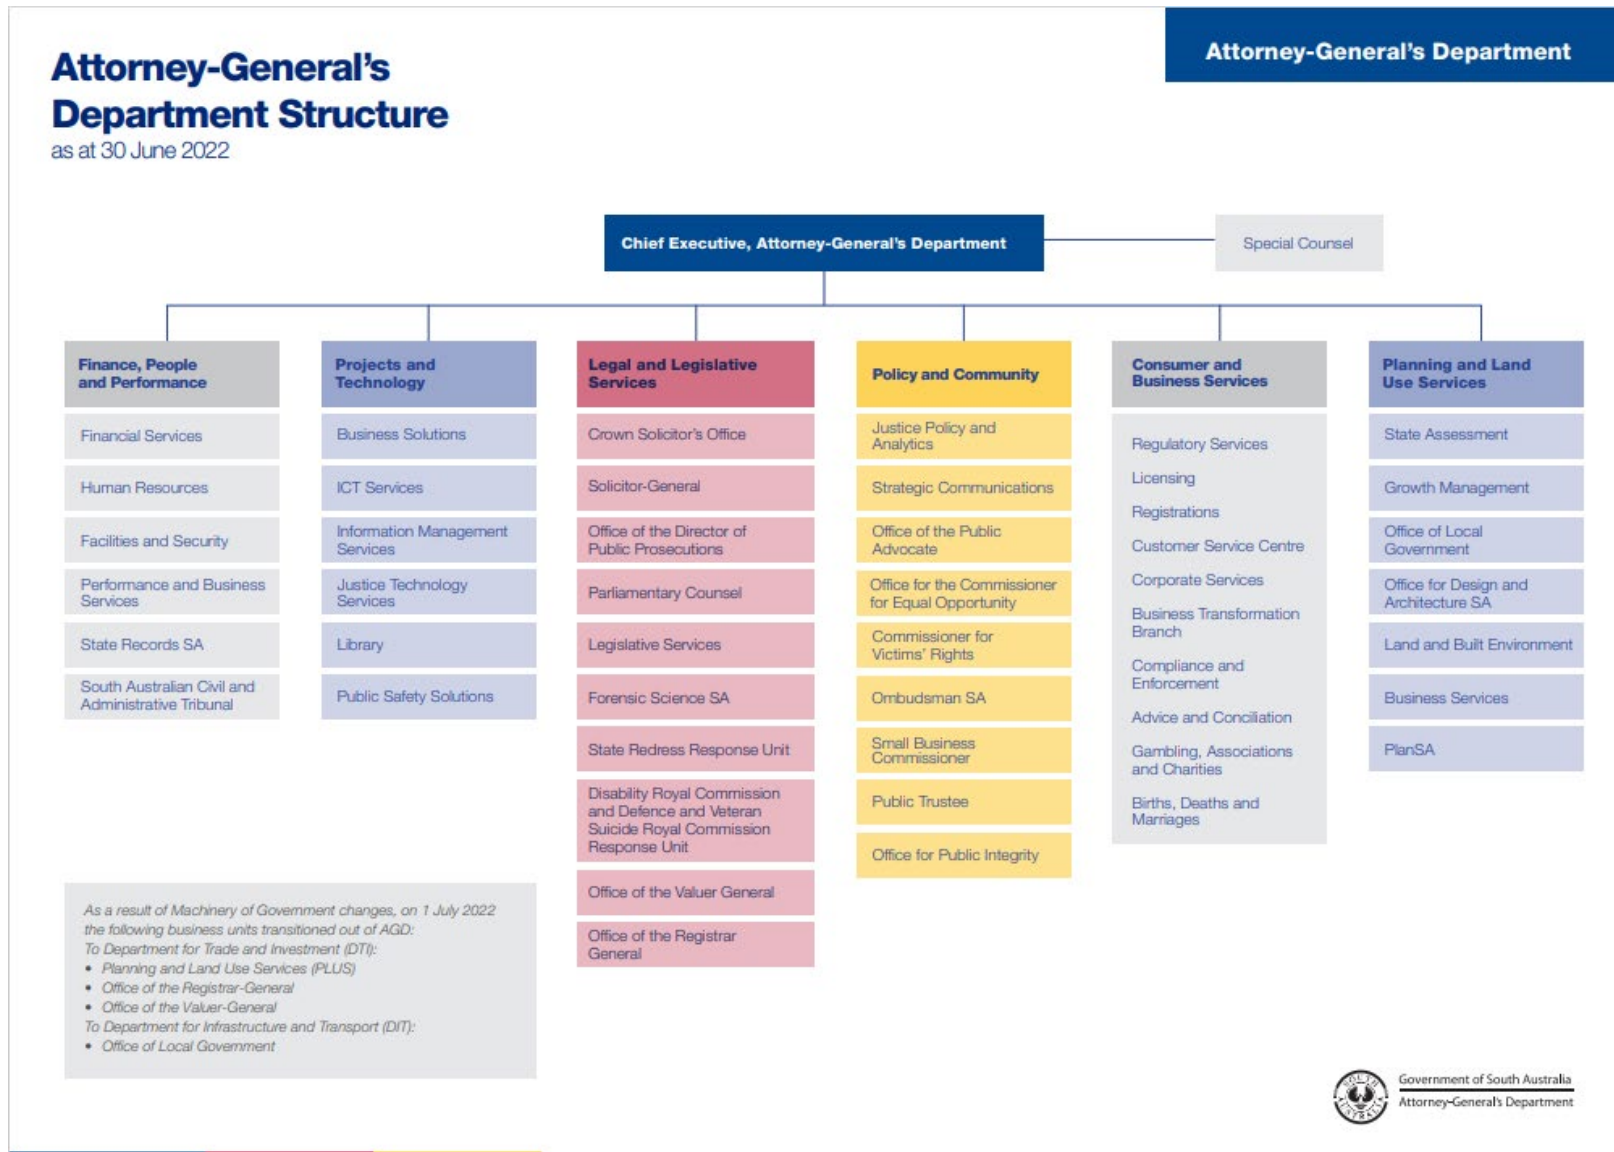 Attorney-General's Department
Attorney-General's
Department Structure
as at 30 June 2022
Chief Executive, Attorney-General's Department
Special Counsel
Finance, People
and Performance
Financial Services
Human Resources
Facilities and Security
Performance and Business
Services
State Records SA
South Australian Civil and
Administrative Tribunal
Projects and
Technology
Business Solutions
ICT Services
Information Management
Services
Justice Technology
Services
Library
Public Safety Solutions
Legal and Legislative
Services
Crown Solicitor's Office
Solicitor-General
Office of the Director of
Public Prosecutions
Parliamentary Counsel
Legislative Services
Forensic Science SA
State Redress Response Unit
Disability Royal Commission
and Defence and Veteran
Suicide Royal Commission
Response Unit
Office of the Valuer General
Office of the Registrar
General
Policy and Community
Justice Policy and
Analytics
Strategic Communications
Office of the Public
Advocate
Office for the Commissioner
for Equal Opportunity
Commissioner for
Victims' Rights
Ombudsman SA
Small Business
Commissioner
Public Trustee
Office for Public Integrity
Consumer and
Business Services
Regulatory Services
Licensing
Registrations
Customer Service Centre
Corporate Services
Business Transformation
Branch
Compliance and
Enforcement
Advice and Conciliation
Gambling, Associations
and Charities
Births, Deaths and
Marriages
Planning and Land
Use Services
State Assessment
Growth Management
Office of Local
Government
Office for Design and
Architecture SA
Land and Built Environment
Business Services
PlanSA
As a result of Machinery of Government changes, on 1 July 2022
the following business units transitioned out of AGD:
To Department for Trade and Investment (DTI):
• Planning and Land Use Services (PLUS)
• Office of the Registrar-General
• Office of the Valuer-General
To Department for Infrastructure and Transport (DIT):
• Office of Local Government
SOUTH AUSTRALIA
Government of South Australia
Attorney-General's Department